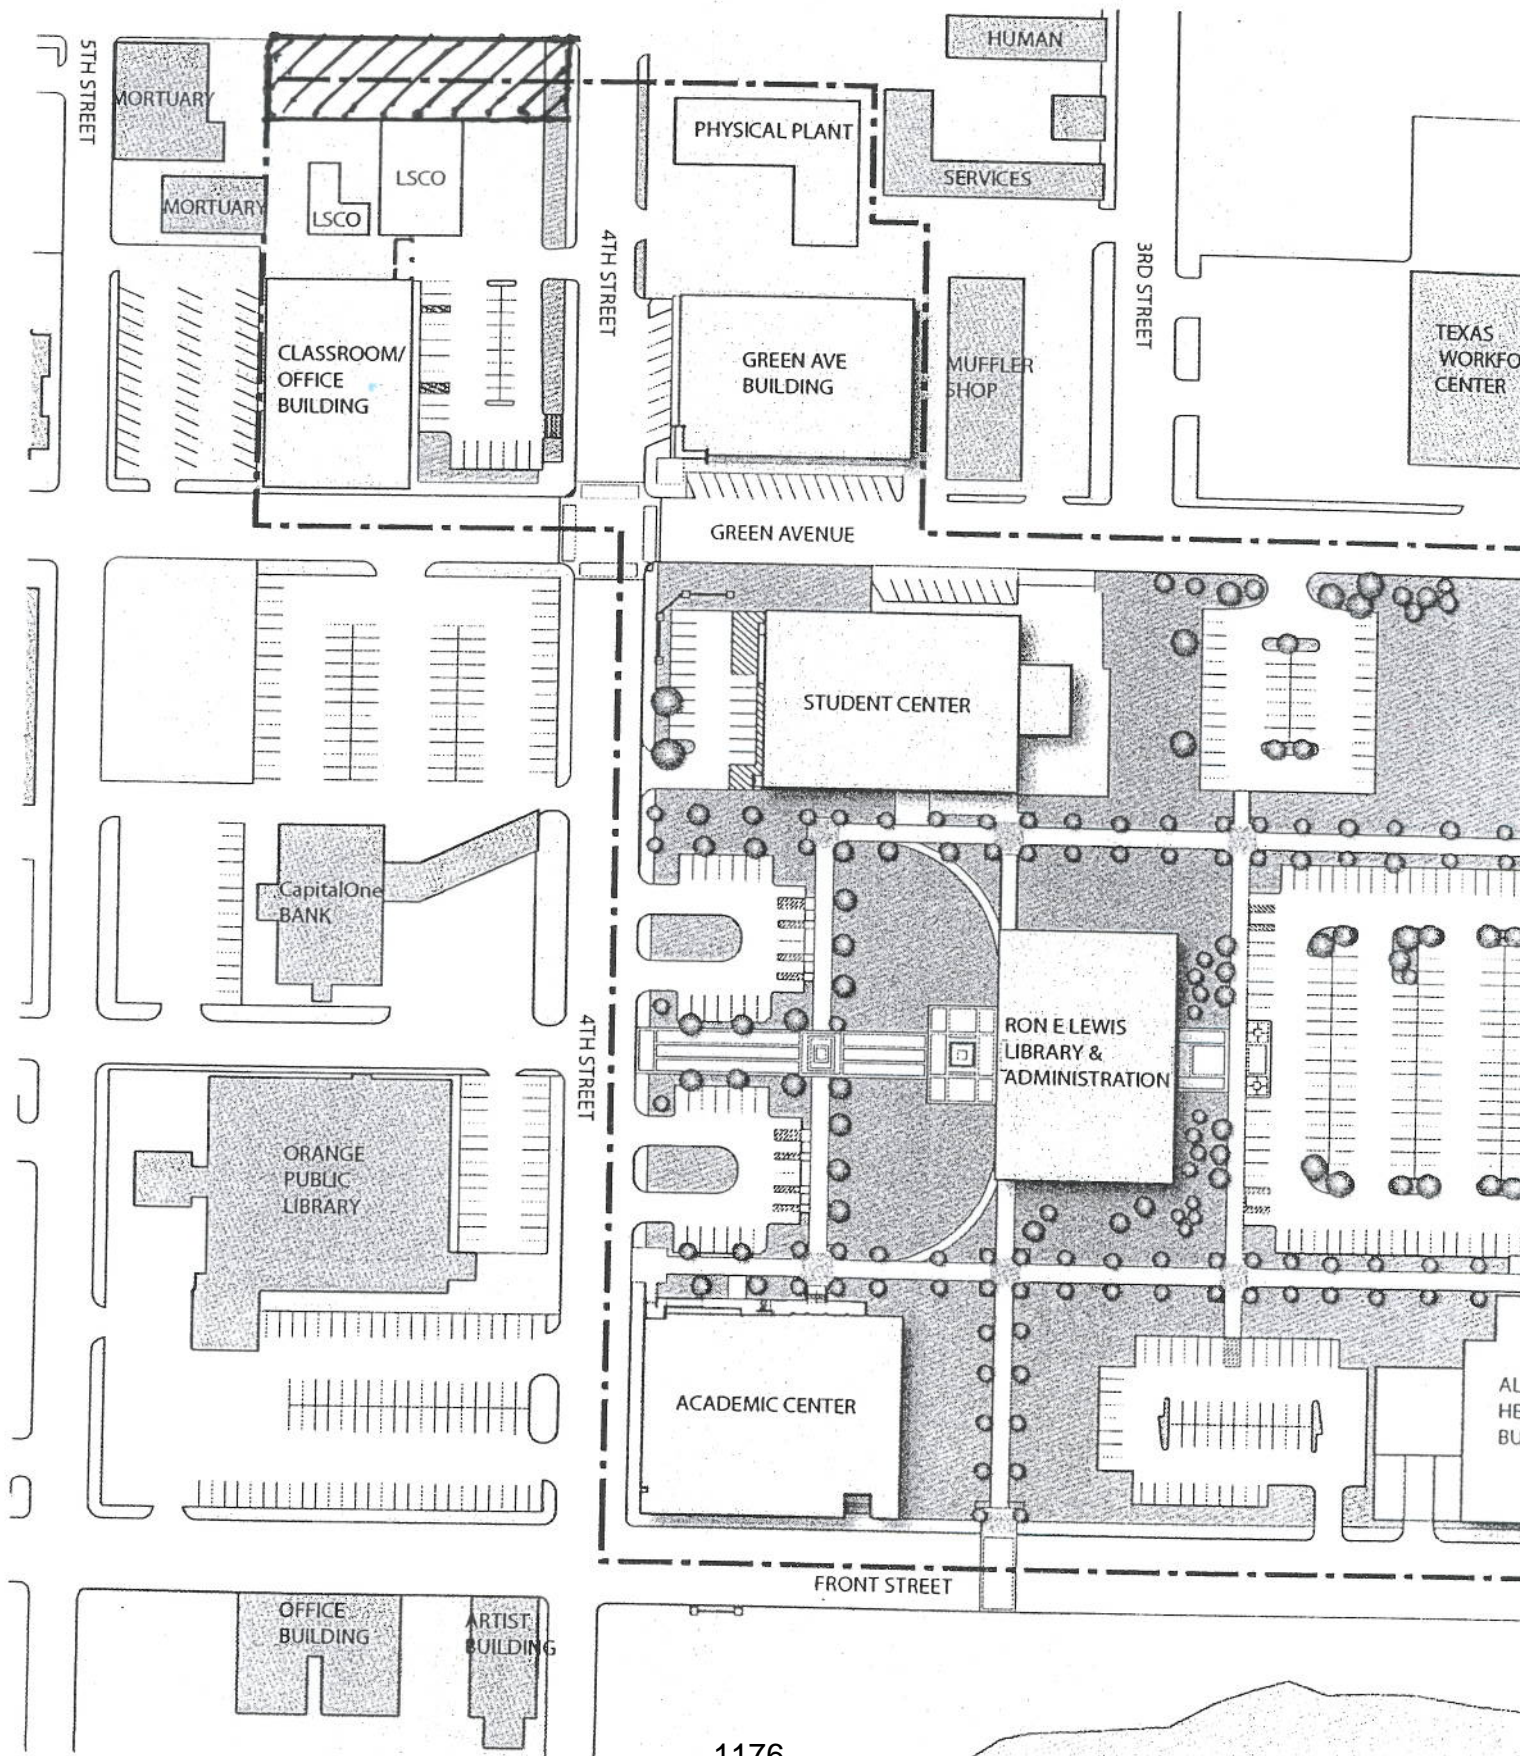 HUMAN
5TH STREET
MORTUARY
PHYSICAL PLANT
LSCO
SERVICES
MORTUARY
LSCO
4TH STREET
3RD STREET
CLASSROOM/
OFFICE
BUILDING
GREEN AVE
BUILDING
MUFFLER
SHOP
TEXAS
WORKFO
CENTER
GREEN AVENUE
STUDENT CENTER
CapitalOne
BANK
4TH STREET
RON E LEWIS
LIBRARY &
ADMINISTRATION
ORANGE
PUBLIC
LIBRARY
ACADEMIC CENTER
AL
HE
BU
FRONT STREET
OFFICE
BUILDING
ARTIST
BUILDING
1176